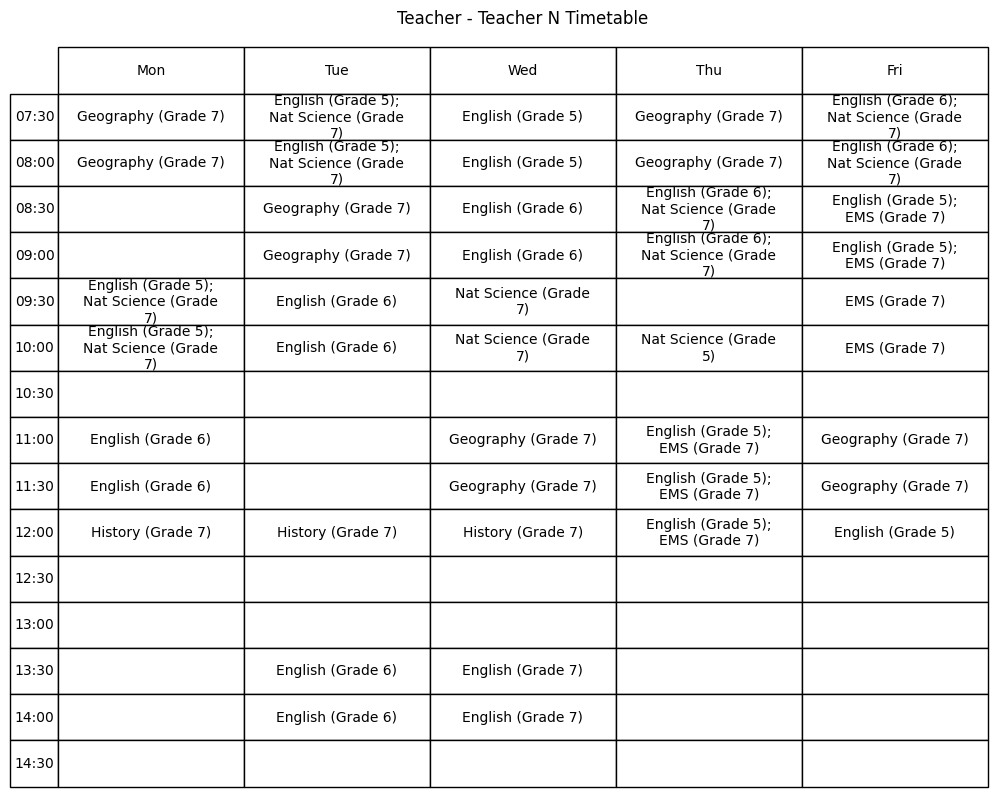 Teacher - Teacher N Timetable
Mon Tue Wed Thu Fri
07:30 Geography (Grade 7) English (Grade 5); Nat Science (Grade 7) English (Grade 5) Geography (Grade 7) English (Grade 6); Nat Science (Grade 7)
08:00 Geography (Grade 7) English (Grade 5); Nat Science (Grade 7) English (Grade 5) Geography (Grade 7) English (Grade 6); Nat Science (Grade 7)
08:30 Geography (Grade 7) English (Grade 6) English (Grade 6); Nat Science (Grade 7) English (Grade 5); EMS (Grade 7)
09:00 Geography (Grade 7) English (Grade 6) English (Grade 6); Nat Science (Grade 7) English (Grade 5); EMS (Grade 7)
09:30 English (Grade 5); Nat Science (Grade 7) English (Grade 6) Nat Science (Grade 7) EMS (Grade 7)
10:00 English (Grade 5); Nat Science (Grade 7) English (Grade 6) Nat Science (Grade 7) Nat Science (Grade 5) EMS (Grade 7)
10:30
11:00 English (Grade 6) Geography (Grade 7) English (Grade 5); EMS (Grade 7) Geography (Grade 7)
11:30 English (Grade 6) Geography (Grade 7) English (Grade 5); EMS (Grade 7) Geography (Grade 7)
12:00 History (Grade 7) History (Grade 7) History (Grade 7) English (Grade 5); EMS (Grade 7) English (Grade 5)
12:30
13:00
13:30 English (Grade 6) English (Grade 7)
14:00 English (Grade 6) English (Grade 7)
14:30